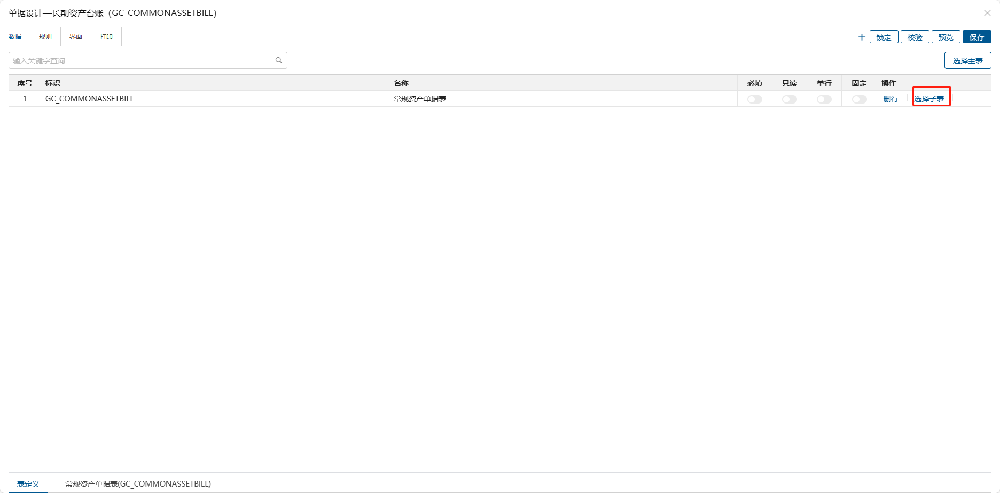 单据设计—长期资产台账（GC_COMMONASSETBILL）
数据 规则 界面 打印 锁定 校验 预览 保存
输入关键字查询 选择主表
序号 标识 名称 必填 只读 单行 固定 操作
1 GC_COMMONASSETBILL 常规资产单据表 删行 选择子表
表定义 常规资产单据表(GC_COMMONASSETBILL)